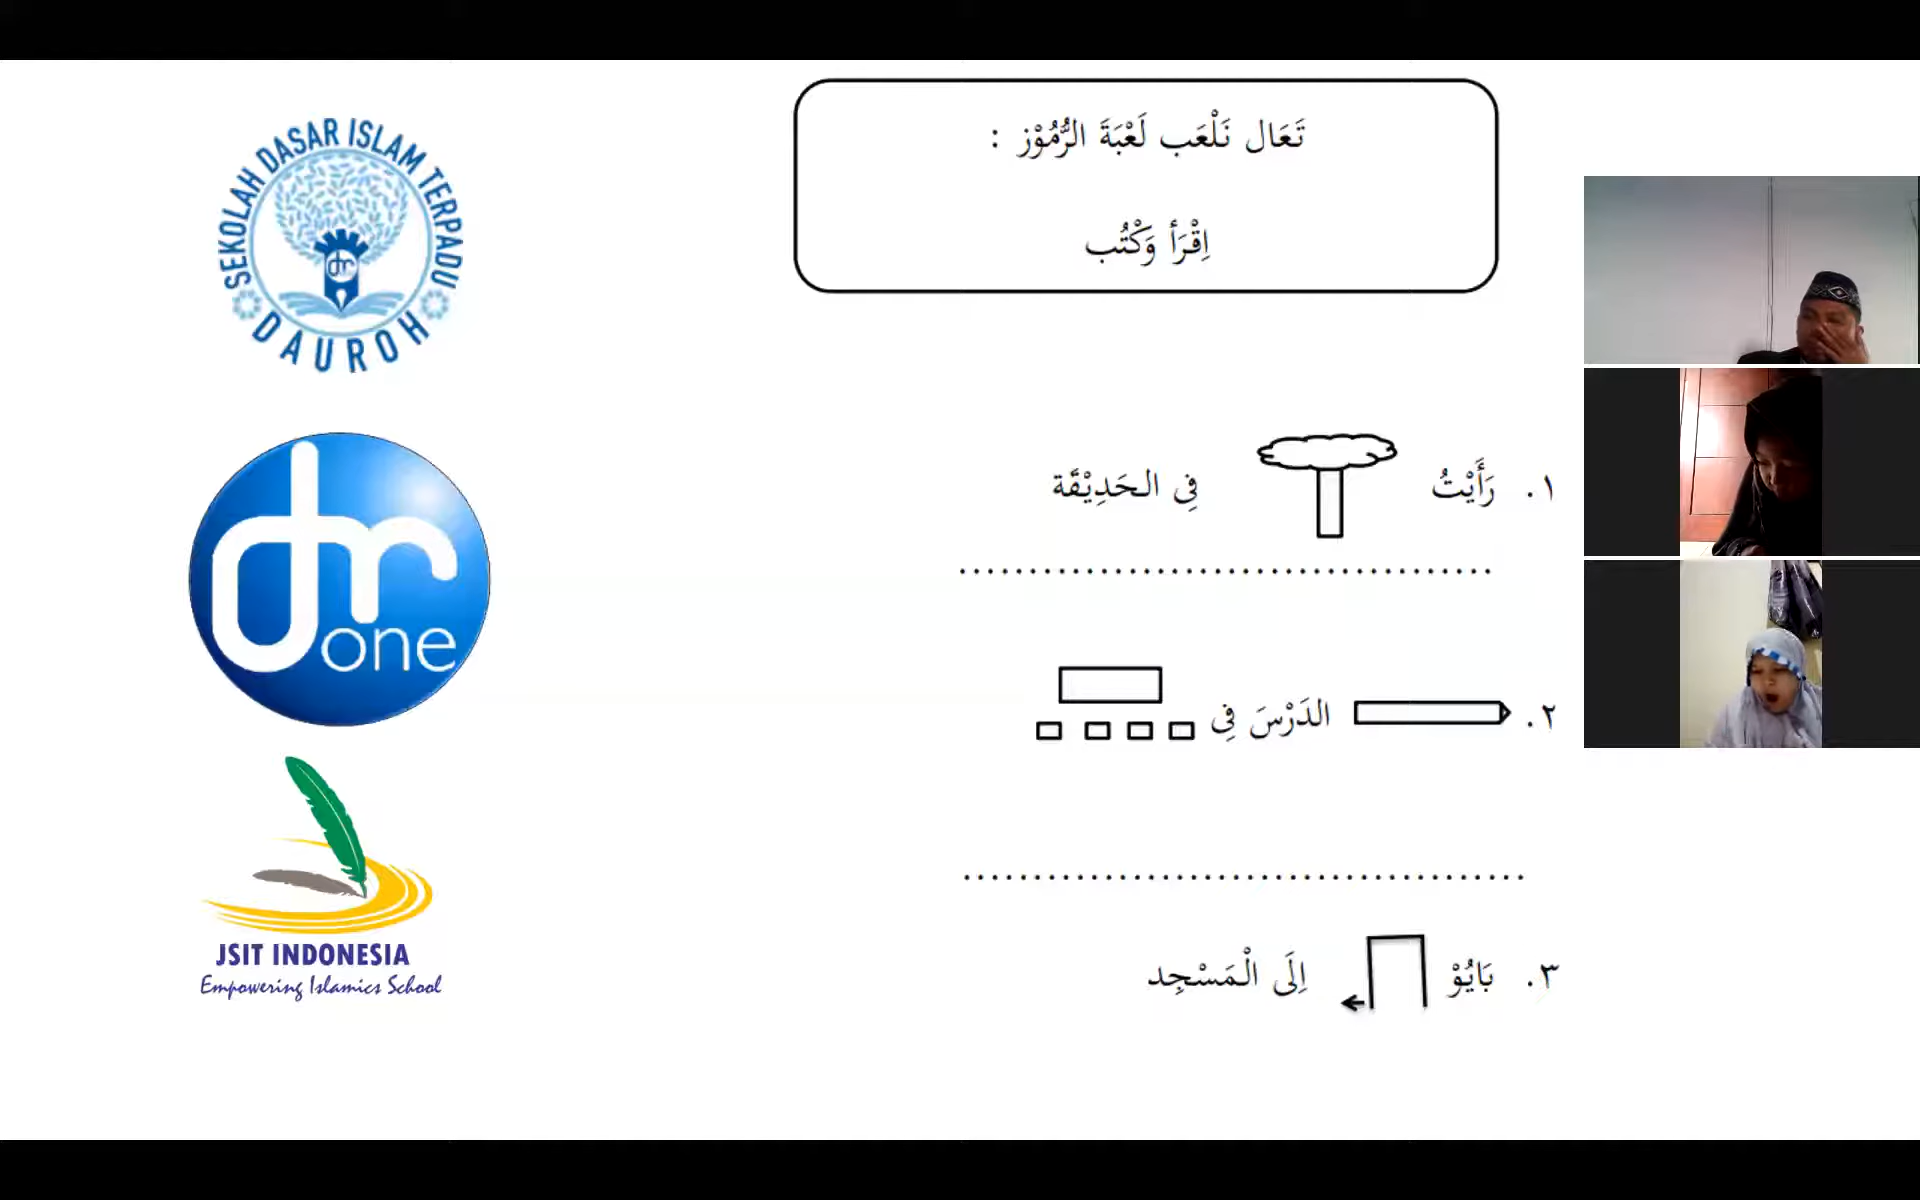 تَعَال نَلْعَب لَعْبَةَ الرُّمُوْز :
اِقْرَأ وَكْتُب
SEKOLAH DASAR ISLAM TERPADU
DAUROH
dr
١. رَأَيْتُ فِى الحَدِيْقَة
......................................
dr one
٢. الدَرْسَ فِى
........................................
٣. بَايُوْ اِلَى الْمَسْجِد
JSIT INDONESIA
Empowering Islamics School